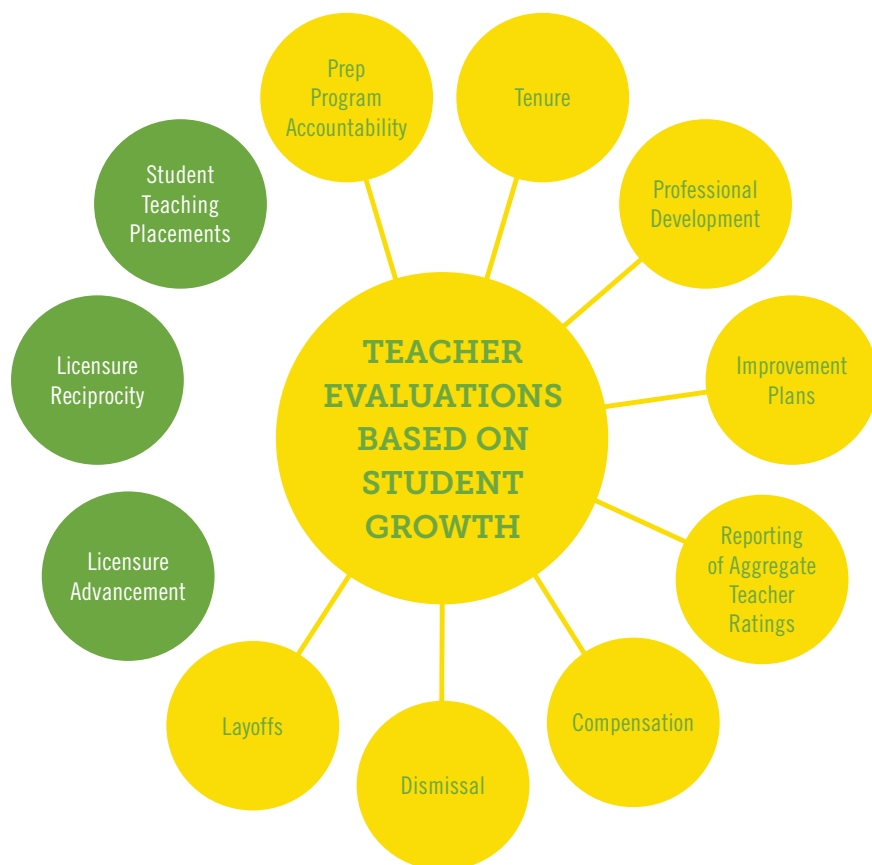 Prep
Program
Accountability
Tenure
Student
Teaching
Placements
Professional
Development
Licensure
Reciprocity
TEACHER
EVALUATIONS
BASED ON
STUDENT
GROWTH
Improvement
Plans
Licensure
Advancement
Reporting
of Aggregate
Teacher
Ratings
Layoffs
Dismissal
Compensation